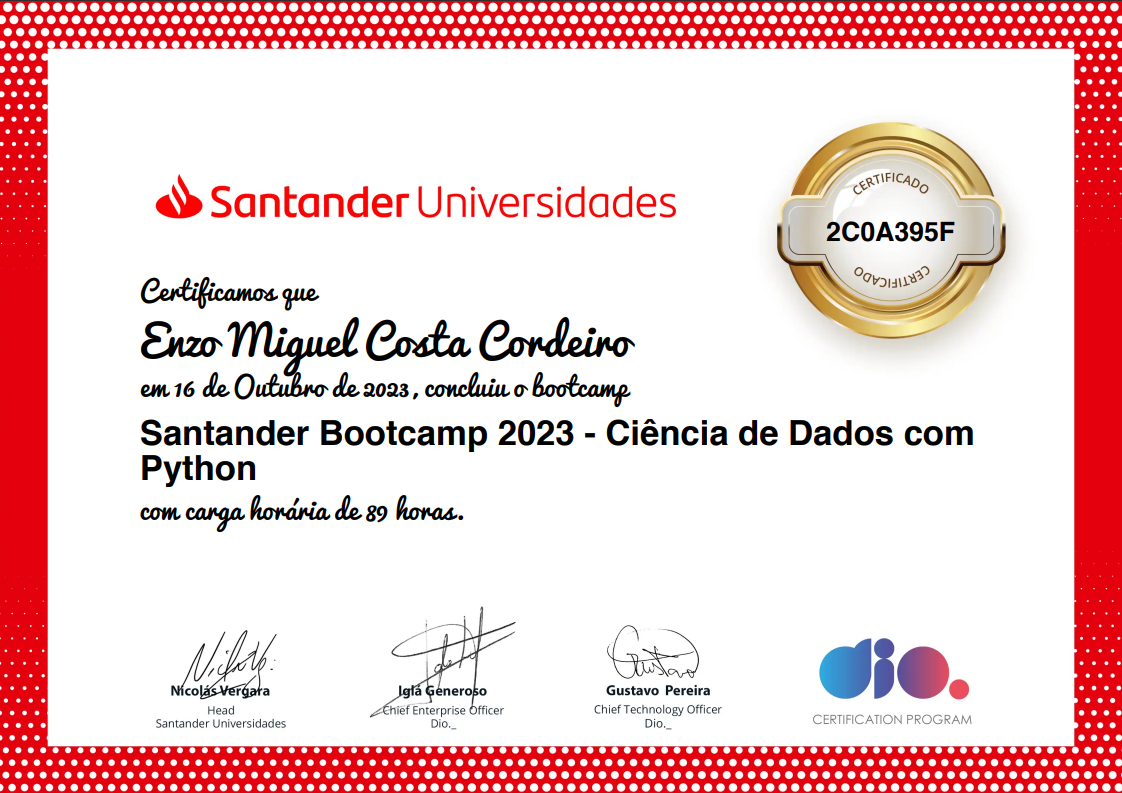 Santander Universidades
CERTIFICADO
2C0A395F
CERTIFICADO
Certificamos que
Enzo Miguel Costa Cordeiro
em 16 de Outubro de 2023, concluiu o bootcamp
Santander Bootcamp 2023 - Ciência de Dados com
Python
com carga horária de 89 horas.
Nicolás Vergara
Head
Santander Universidades
Iglá Generoso
Chief Enterprise Officer
Dio._
Gustavo Pereira
Chief Technology Officer
Dio._
dio.
CERTIFICATION PROGRAM